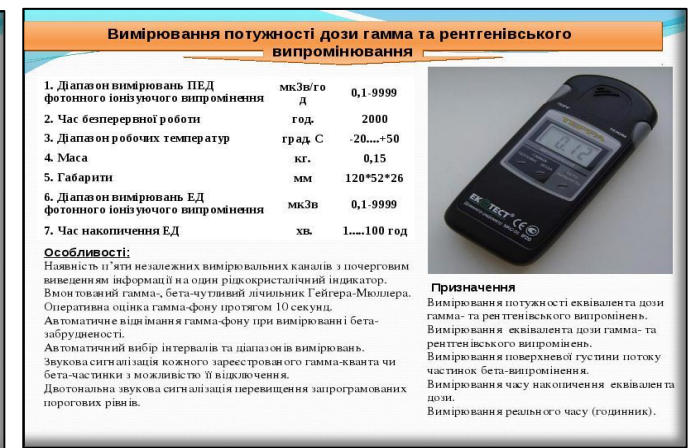 Вимірювання потужності дози гамма та рентгенівського
випромінювання
1. Діапазон вимірювань ПЕД
фотонного іонізуючого випромінення
мкЗв/го
д
0,1-9999
2. Час безперервної роботи
год.
2000
3. Діапазон робочих температур
град. С
-20....+50
4. Маса
кг.
0,15
5. Габарити
мм
120*52*26
6. Діапазон вимірювань ЕД
фотонного іонізуючого випромінення
мкЗв
0,1-9999
7. Час накопичення ЕД
хв.
1.....100 год
Особливості:
Наявність п’яти незалежних вимірювальних каналів з почерговим
виведенням інформації на один рідкокристалічний індикатор.
Вмонтований гамма-, бета-чутливий лічильник Гейгера-Мюллера.
Оперативна оцінка гамма-фону протягом 10 секунд.
Автоматичне віднімання гамма-фону при вимірюванні бета-
забрудненості.
Автоматичний вибір інтервалів та діапазонів вимірювань.
Звукова сигналізація кожного зареєстрованого гамма-кванта чи
бета-частинки з можливістю її відключення.
Двотональна звукова сигналізація перевищення запрограмованих
порогових рівнів.
0.12
ЕКОТЕСТ
CE
Призначення
Вимірювання потужності еквівалента дози
гамма- та рентгенівського випромінень.
Вимірювання еквівалента дози гамма- та
рентгенівського випромінень.
Вимірювання поверхневої густини потоку
частинок бета-випромінення.
Вимірювання часу накопичення еквівалента
дози.
Вимірювання реального часу (годинник).